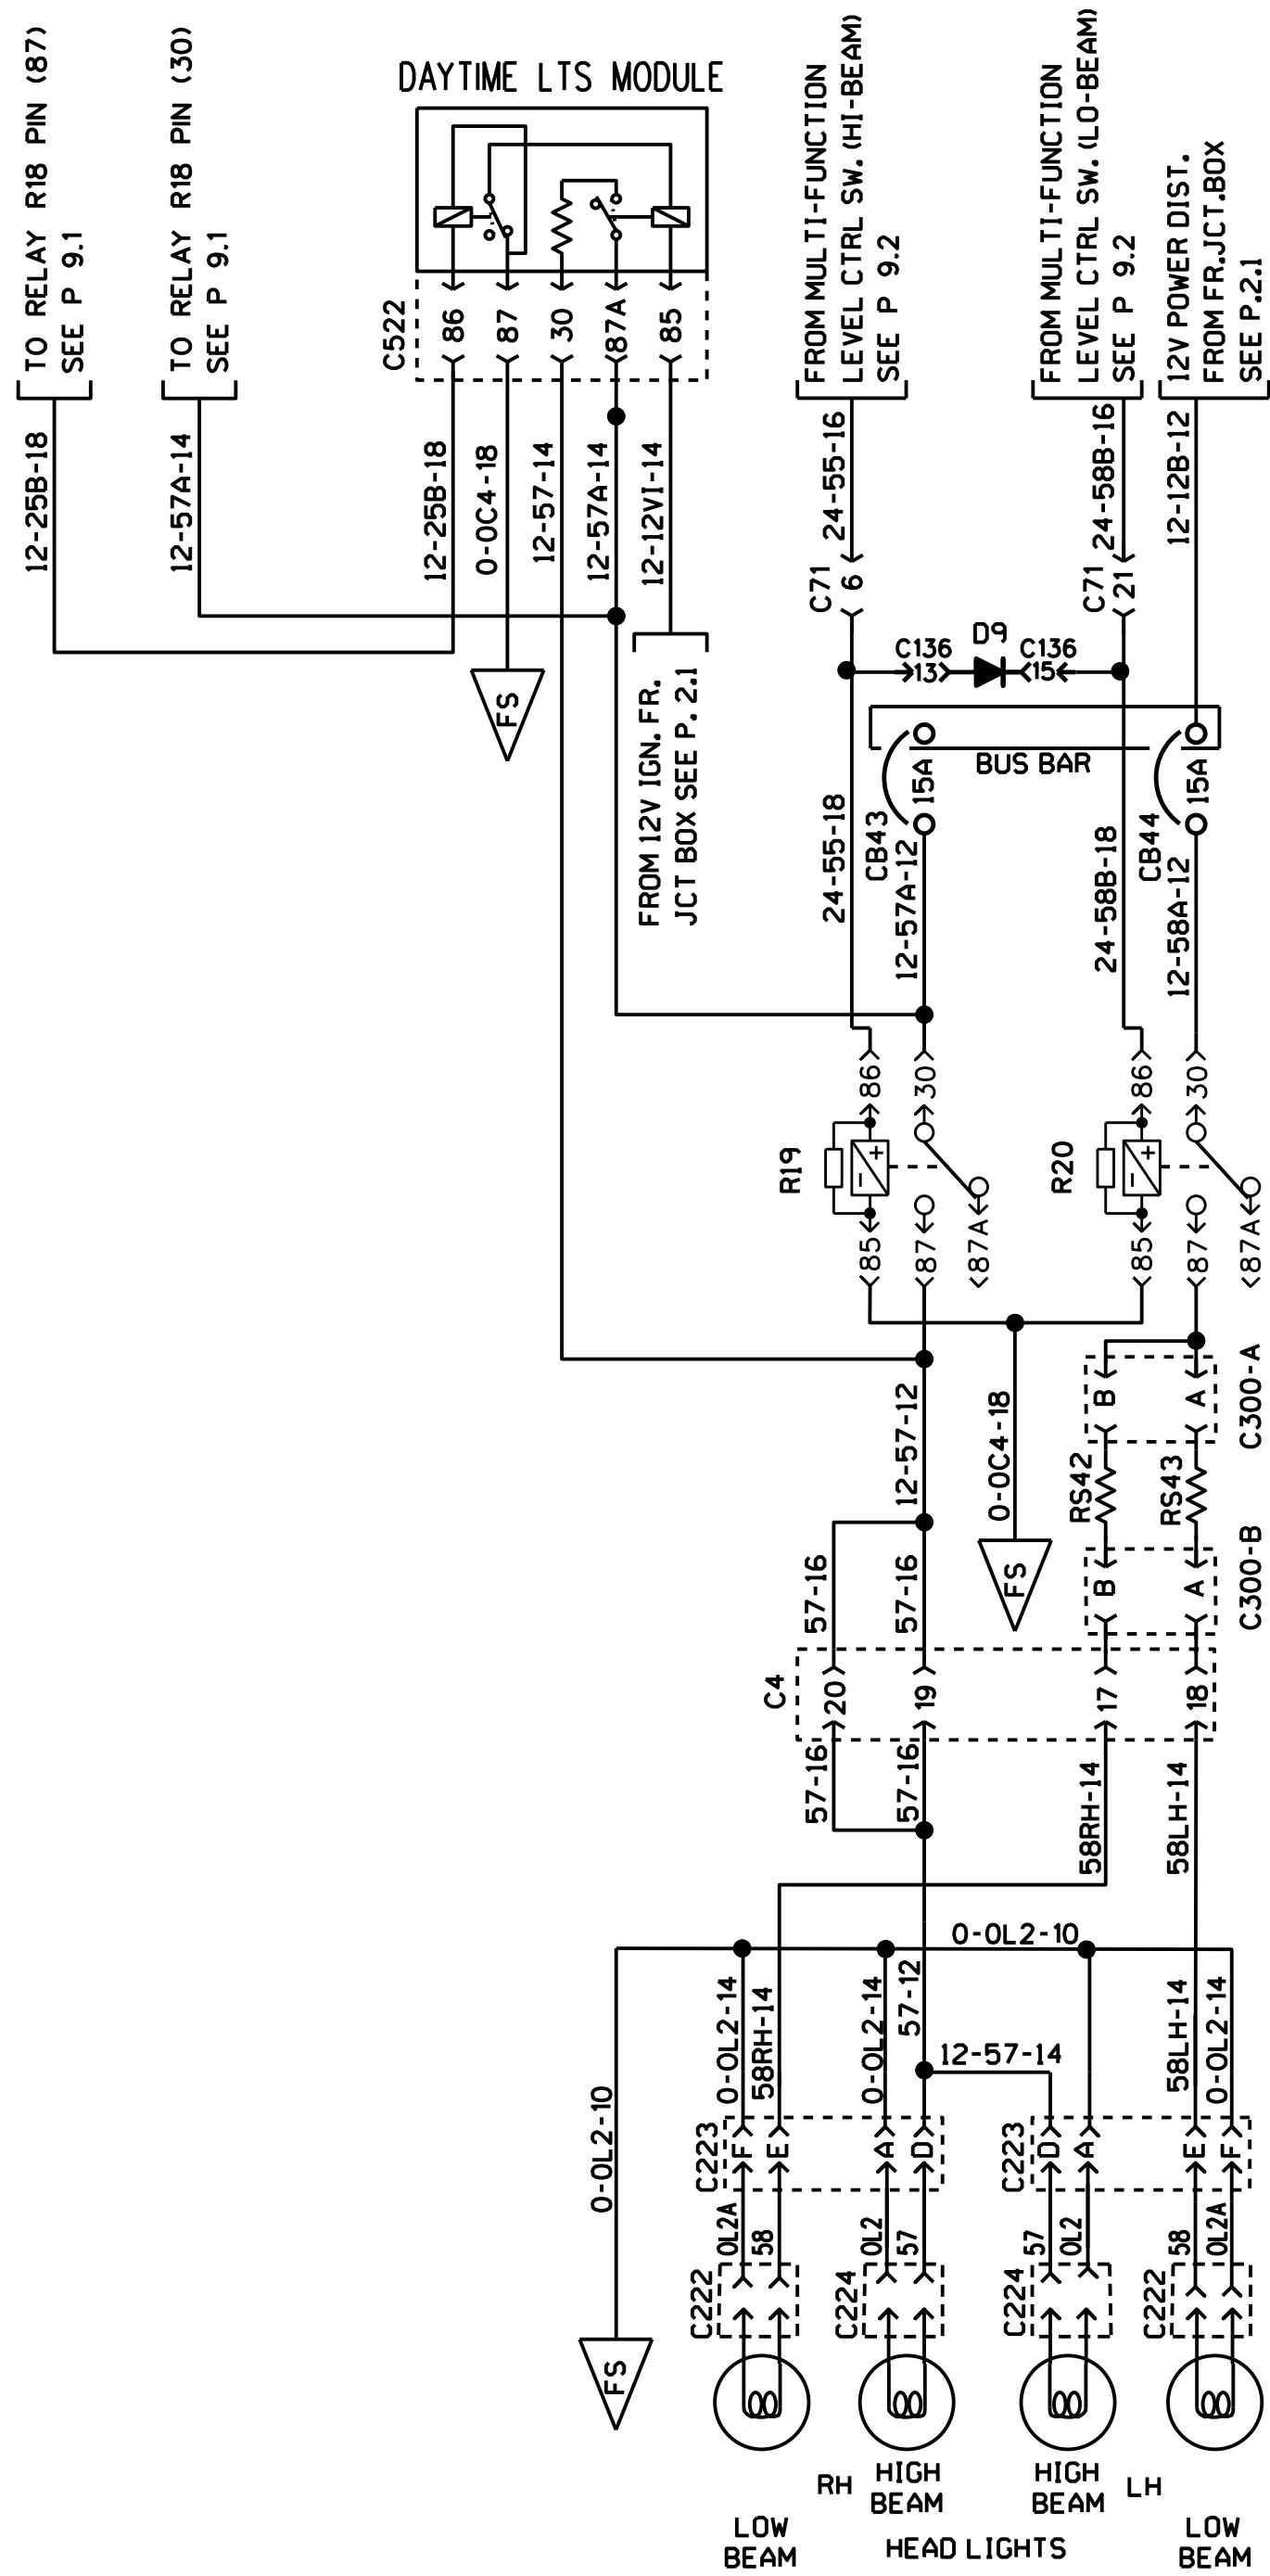 TO RELAY R18 PIN (87)
SEE P 9.1
TO RELAY R18 PIN (30)
SEE P 9.1
DAYTIME LTS MODULE
FROM MULTI-FUNCTION
LEVEL CTRL SW. (HI-BEAM)
SEE P 9.2
FROM MULTI-FUNCTION
LEVEL CTRL SW. (LO-BEAM)
SEE P 9.2
12V POWER DIST.
FROM FR.JCT.BOX
SEE P.2.1
C522
86
87
30
87A
85
12-25B-18
12-57A-14
12-25B-18
0-0C4-18
12-57-14
12-57A-14
12-12VI-14
24-55-16
24-58B-16
12-12B-12
C71
6
C71
21
FS
FROM 12V IGN. FR.
JCT BOX SEE P. 2.1
C136
13
D9
C136
15
BUS BAR
15A
15A
CB43
CB44
24-55-18
12-57A-12
24-58B-18
12-58A-12
86
30
86
30
R19
+
-
R20
+
-
85
87
87A
85
87
87A
12-57-12
0-0C4-18
B
A
C300-A
RS42
RS43
57-16
57-16
FS
B
A
C300-B
C4
20
19
17
18
57-16
57-16
58RH-14
58LH-14
0-0L2-10
0-0L2-10
0-0L2-14
58RH-14
0-0L2-14
57-12
12-57-14
58LH-14
0-0L2-14
C223
F
E
A
D
C223
D
A
E
F
0L2A
58
0L2
57
57
0L2
58
0L2A
C222
C224
C224
C222
FS
RH
HIGH
BEAM
HIGH
BEAM
LH
LOW
BEAM
HEAD LIGHTS
LOW
BEAM